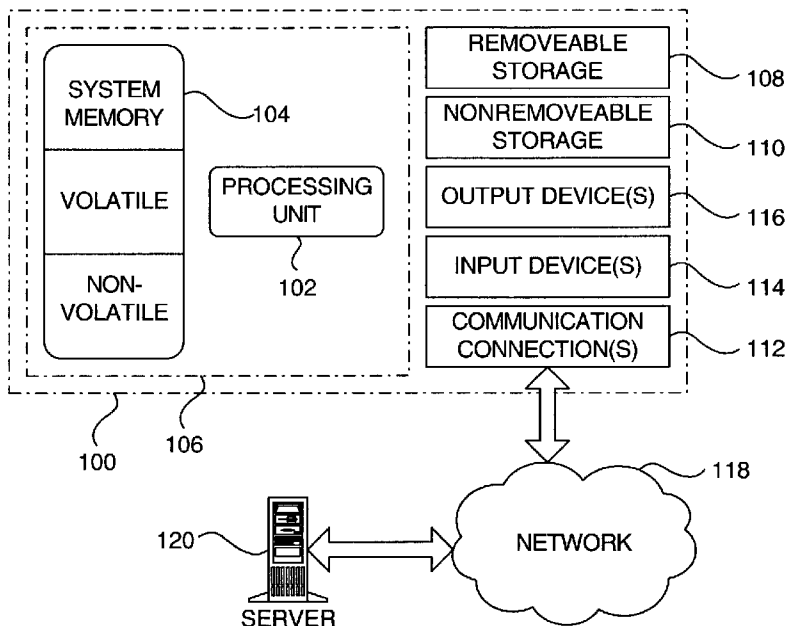 SYSTEM
MEMORY
104
VOLATILE
NON-
VOLATILE
PROCESSING
UNIT
102
REMOVEABLE
STORAGE
108
NONREMOVEABLE
STORAGE
110
OUTPUT DEVICE(S)
116
INPUT DEVICE(S)
114
COMMUNICATION
CONNECTION(S)
112
100
106
118
NETWORK
120
SERVER